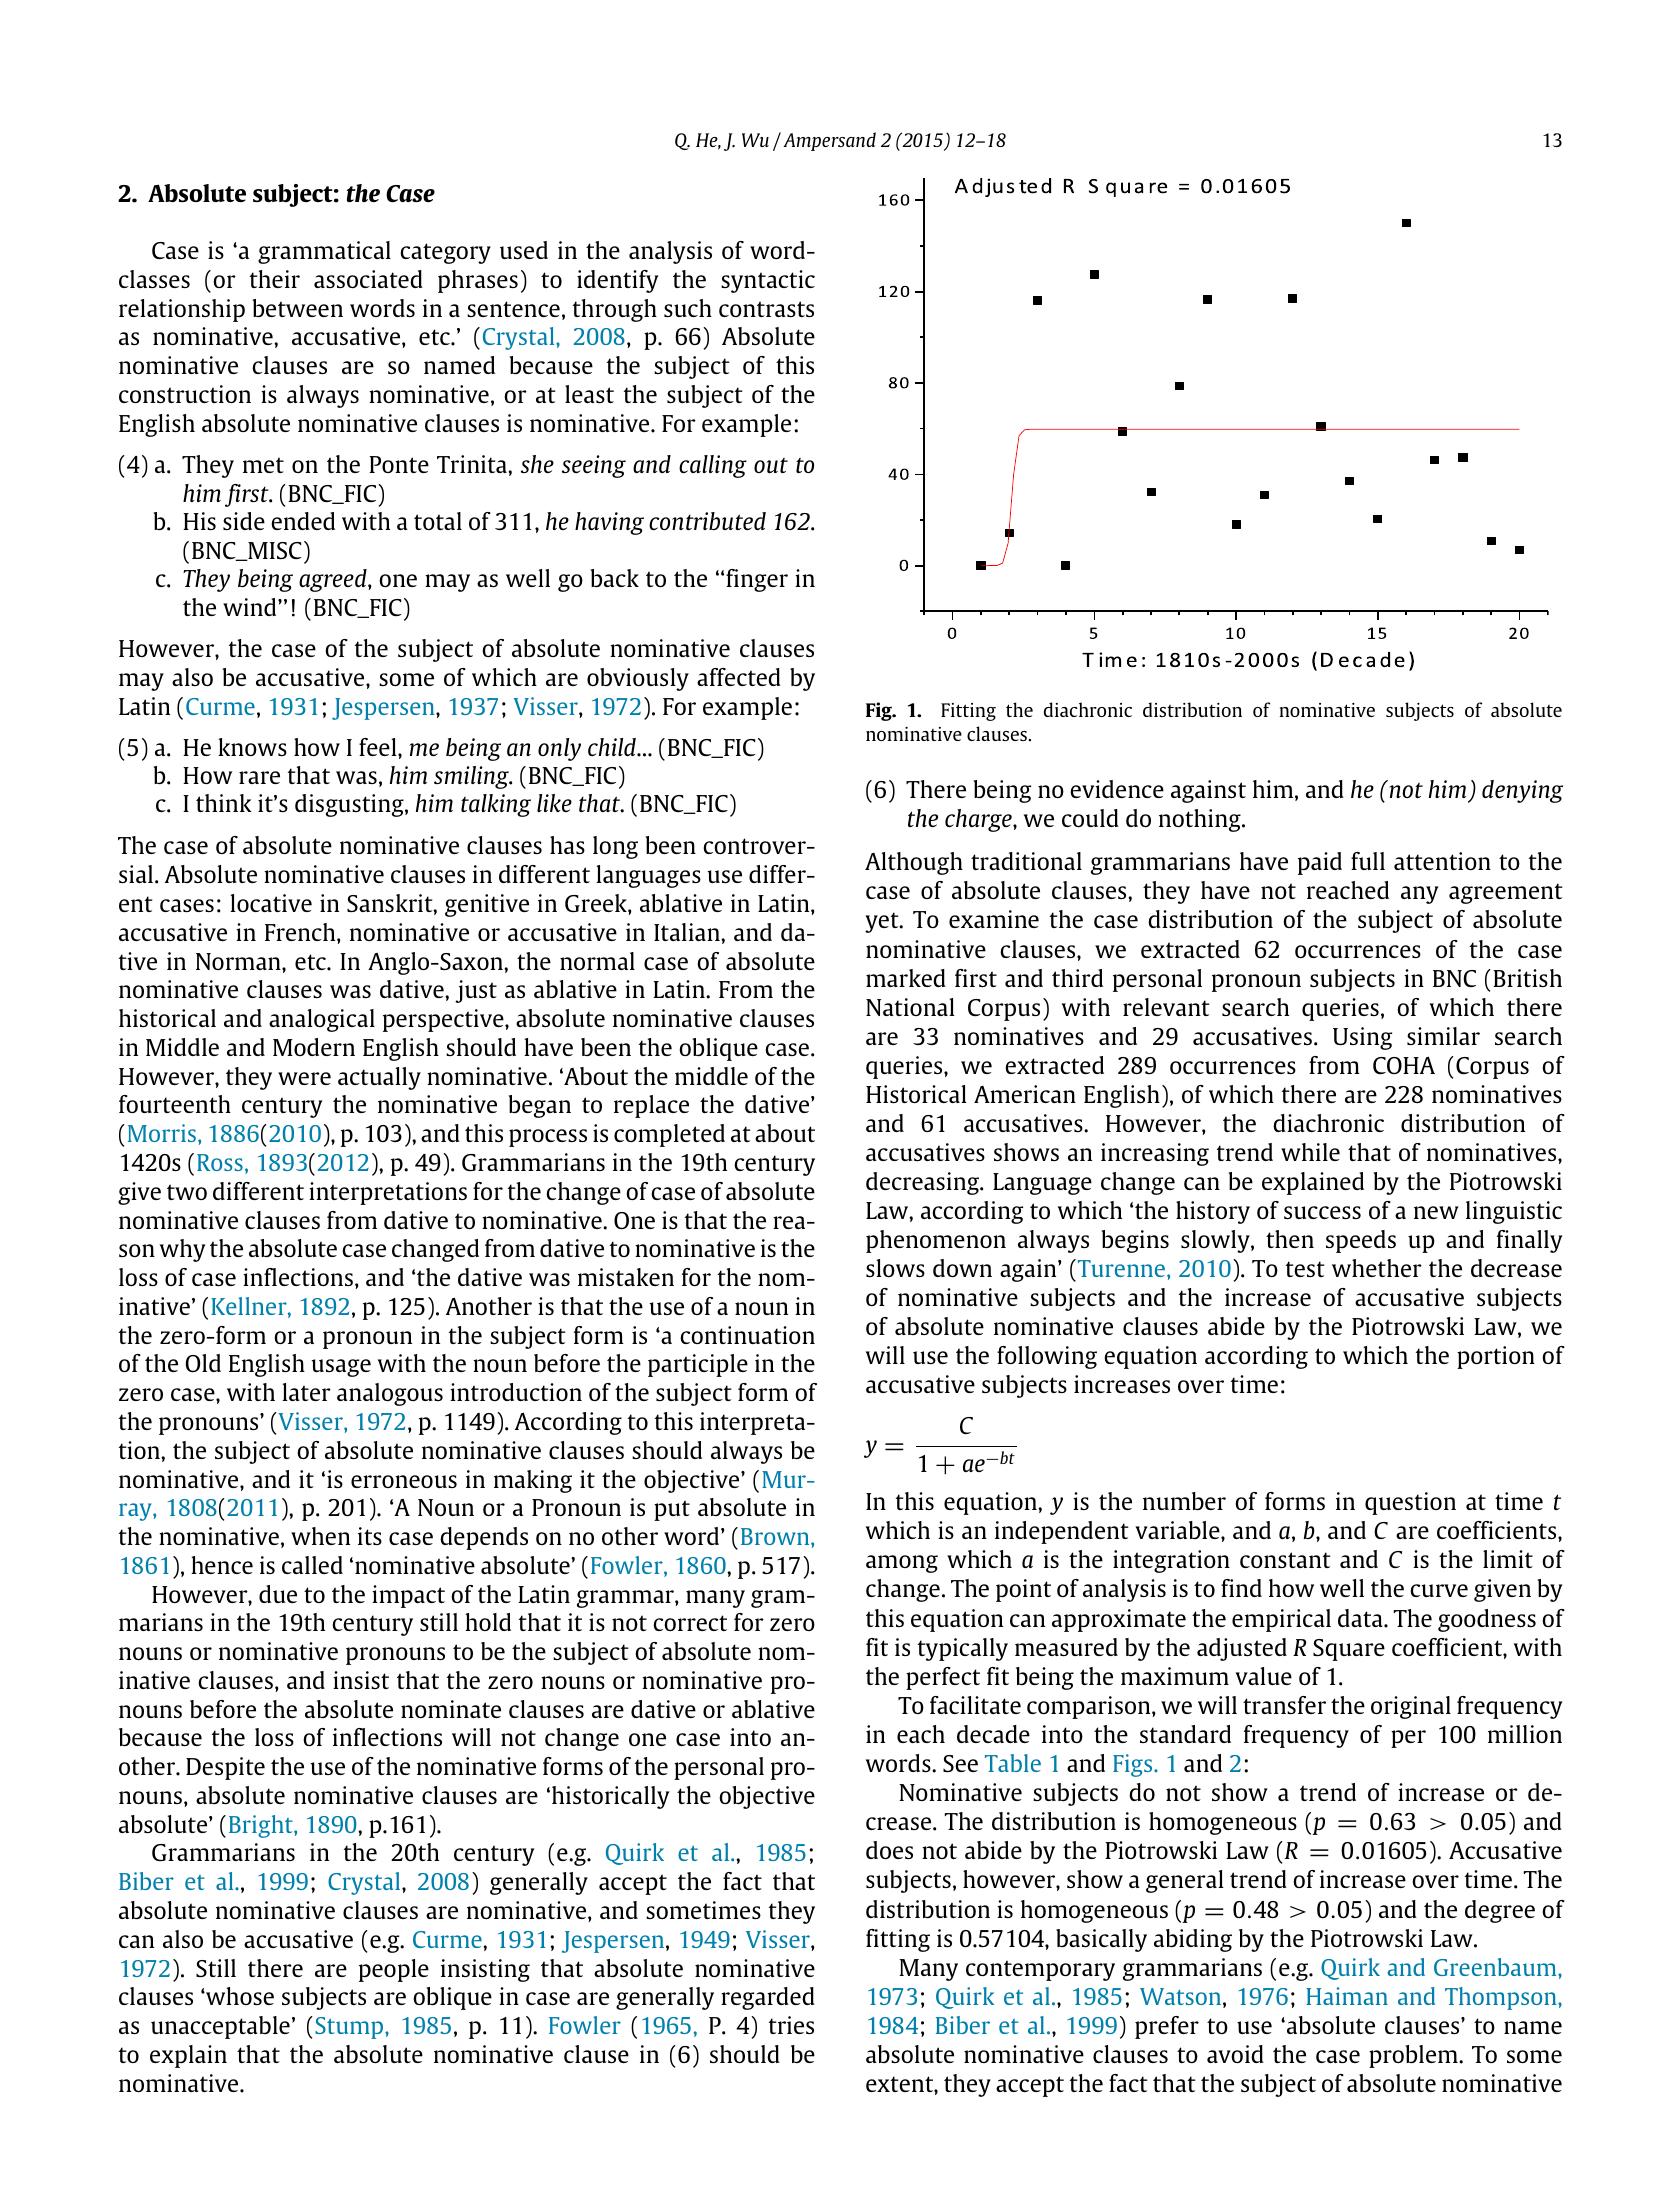 Q. He, J. Wu / Ampersand 2 (2015) 12–18
13
2. Absolute subject: the Case
Case is ‘a grammatical category used in the analysis of word-
classes (or their associated phrases) to identify the syntactic
relationship between words in a sentence, through such contrasts
as nominative, accusative, etc.’ (Crystal, 2008, p. 66) Absolute
nominative clauses are so named because the subject of this
construction is always nominative, or at least the subject of the
English absolute nominative clauses is nominative. For example:
(4) a. They met on the Ponte Trinita, she seeing and calling out to
him first. (BNC_FIC)
b. His side ended with a total of 311, he having contributed 162.
(BNC_MISC)
c. They being agreed, one may as well go back to the “finger in
the wind”! (BNC_FIC)
However, the case of the subject of absolute nominative clauses
may also be accusative, some of which are obviously affected by
Latin (Curme, 1931; Jespersen, 1937; Visser, 1972). For example:
(5) a. He knows how I feel, me being an only child... (BNC_FIC)
b. How rare that was, him smiling. (BNC_FIC)
c. I think it’s disgusting, him talking like that. (BNC_FIC)
The case of absolute nominative clauses has long been controver-
sial. Absolute nominative clauses in different languages use differ-
ent cases: locative in Sanskrit, genitive in Greek, ablative in Latin,
accusative in French, nominative or accusative in Italian, and da-
tive in Norman, etc. In Anglo-Saxon, the normal case of absolute
nominative clauses was dative, just as ablative in Latin. From the
historical and analogical perspective, absolute nominative clauses
in Middle and Modern English should have been the oblique case.
However, they were actually nominative. ‘About the middle of the
fourteenth century the nominative began to replace the dative’
(Morris, 1886(2010), p. 103), and this process is completed at about
1420s (Ross, 1893(2012), p. 49). Grammarians in the 19th century
give two different interpretations for the change of case of absolute
nominative clauses from dative to nominative. One is that the rea-
son why the absolute case changed from dative to nominative is the
loss of case inflections, and ‘the dative was mistaken for the nom-
inative’ (Kellner, 1892, p. 125). Another is that the use of a noun in
the zero-form or a pronoun in the subject form is ‘a continuation
of the Old English usage with the noun before the participle in the
zero case, with later analogous introduction of the subject form of
the pronouns’ (Visser, 1972, p. 1149). According to this interpreta-
tion, the subject of absolute nominative clauses should always be
nominative, and it ‘is erroneous in making it the objective’ (Mur-
ray, 1808(2011), p. 201). ‘A Noun or a Pronoun is put absolute in
the nominative, when its case depends on no other word’ (Brown,
1861), hence is called ‘nominative absolute’ (Fowler, 1860, p. 517).
However, due to the impact of the Latin grammar, many gram-
marians in the 19th century still hold that it is not correct for zero
nouns or nominative pronouns to be the subject of absolute nom-
inative clauses, and insist that the zero nouns or nominative pro-
nouns before the absolute nominate clauses are dative or ablative
because the loss of inflections will not change one case into an-
other. Despite the use of the nominative forms of the personal pro-
nouns, absolute nominative clauses are ‘historically the objective
absolute’ (Bright, 1890, p.161).
Grammarians in the 20th century (e.g. Quirk et al., 1985;
Biber et al., 1999; Crystal, 2008) generally accept the fact that
absolute nominative clauses are nominative, and sometimes they
can also be accusative (e.g. Curme, 1931; Jespersen, 1949; Visser,
1972). Still there are people insisting that absolute nominative
clauses ‘whose subjects are oblique in case are generally regarded
as unacceptable’ (Stump, 1985, p. 11). Fowler (1965, P. 4) tries
to explain that the absolute nominative clause in (6) should be
nominative.
Adjusted R Square = 0.01605
160
120
80
40
0
0 5 10 15 20
Time: 1810s-2000s (Decade)
Fig. 1. Fitting the diachronic distribution of nominative subjects of absolute
nominative clauses.
(6) There being no evidence against him, and he (not him) denying
the charge, we could do nothing.
Although traditional grammarians have paid full attention to the
case of absolute clauses, they have not reached any agreement
yet. To examine the case distribution of the subject of absolute
nominative clauses, we extracted 62 occurrences of the case
marked first and third personal pronoun subjects in BNC (British
National Corpus) with relevant search queries, of which there
are 33 nominatives and 29 accusatives. Using similar search
queries, we extracted 289 occurrences from COHA (Corpus of
Historical American English), of which there are 228 nominatives
and 61 accusatives. However, the diachronic distribution of
accusatives shows an increasing trend while that of nominatives,
decreasing. Language change can be explained by the Piotrowski
Law, according to which ‘the history of success of a new linguistic
phenomenon always begins slowly, then speeds up and finally
slows down again’ (Turenne, 2010). To test whether the decrease
of nominative subjects and the increase of accusative subjects
of absolute nominative clauses abide by the Piotrowski Law, we
will use the following equation according to which the portion of
accusative subjects increases over time:
y = C / (1 + ae^{−bt})
In this equation, y is the number of forms in question at time t
which is an independent variable, and a, b, and C are coefficients,
among which a is the integration constant and C is the limit of
change. The point of analysis is to find how well the curve given by
this equation can approximate the empirical data. The goodness of
fit is typically measured by the adjusted R Square coefficient, with
the perfect fit being the maximum value of 1.
To facilitate comparison, we will transfer the original frequency
in each decade into the standard frequency of per 100 million
words. See Table 1 and Figs. 1 and 2:
Nominative subjects do not show a trend of increase or de-
crease. The distribution is homogeneous (p = 0.63 > 0.05) and
does not abide by the Piotrowski Law (R = 0.01605). Accusative
subjects, however, show a general trend of increase over time. The
distribution is homogeneous (p = 0.48 > 0.05) and the degree of
fitting is 0.57104, basically abiding by the Piotrowski Law.
Many contemporary grammarians (e.g. Quirk and Greenbaum,
1973; Quirk et al., 1985; Watson, 1976; Haiman and Thompson,
1984; Biber et al., 1999) prefer to use ‘absolute clauses’ to name
absolute nominative clauses to avoid the case problem. To some
extent, they accept the fact that the subject of absolute nominative